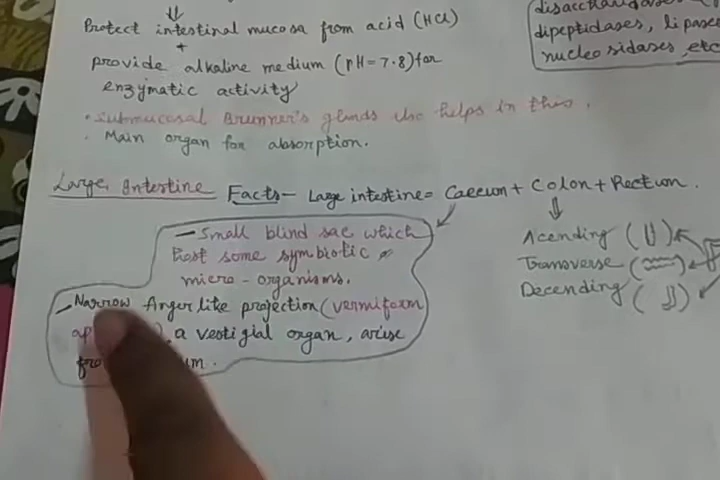 Protect intestinal mucosa from acid (HCl)
+
provide alkaline medium (pH=7.8) for
enzymatic activity
• Submucosal Brunner's glands also helps in this.
• Main organ for absorption.
dipeptidases, lipases
nucleosidases, etc
Large Intestine Facts- Large intestine= Caecum + Colon + Rectum.
- Small blind sac which
host some symbiotic
micro-organisms.
- Narrow finger like projection (vermiform
a vestigial organ, arise
Acending
Transverse
Decending